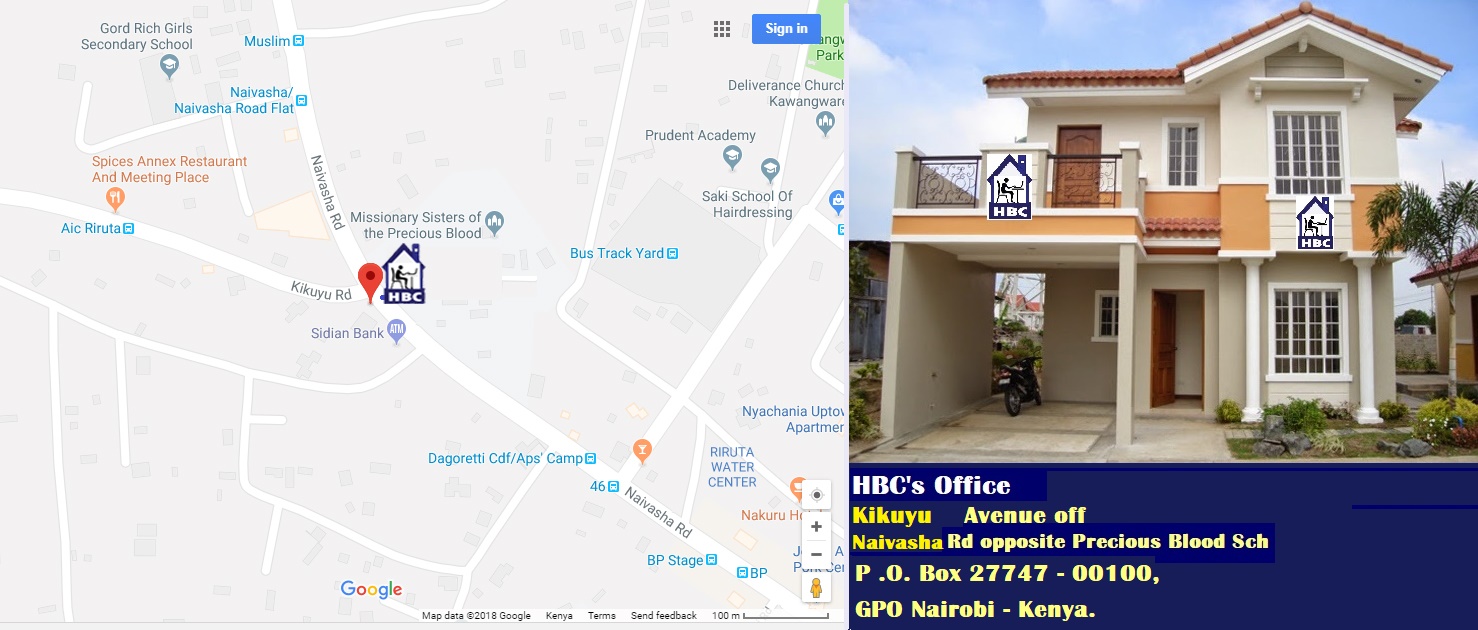 Gord Rich Girls
Secondary School
Muslim
Sign in
Park
Naivasha/
Naivasha Road Flat
Deliverance Church
Kawangware
Prudent Academy
Spices Annex Restaurant
And Meeting Place
Naivasha Rd
Saki School Of
Hairdressing
Missionary Sisters of
the Precious Blood
Aic Riruta
Bus Track Yard
HBC
Kikuyu Rd
Sidian Bank
ATM
Nyachania Uptow
Apartmen
Dagoretti Cdf/Aps' Camp
RIRUTA
WATER
CENTER
46
Naivasha Rd
Nakuru Ho
BP Stage
BP
Google
Map data ©2018 Google Kenya Terms Send feedback 100 m
HBC
HBC
HBC's Office
Kikuyu Avenue off
Naivasha Rd opposite Precious Blood Sch
P .O. Box 27747 - 00100,
GPO Nairobi - Kenya.